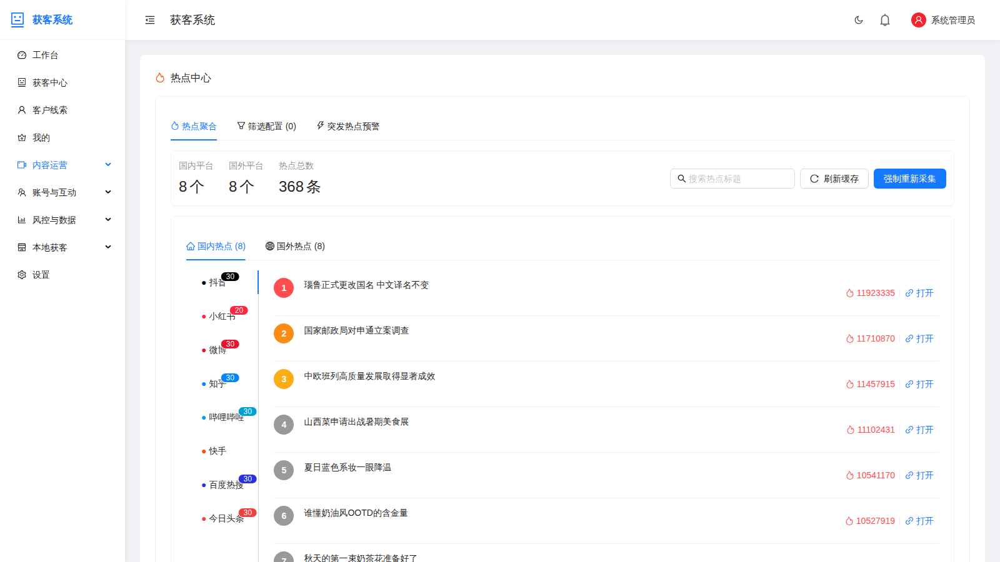 获客系统
获客系统
系统管理员
工作台
获客中心
客户线索
我的
内容运营
账号与互动
风控与数据
本地获客
设置
热点中心
热点聚合
筛选配置 (0)
突发热点预警
国内平台
国外平台
热点总数
8 个
8 个
368 条
搜索热点标题
刷新缓存
强制重新采集
国内热点 (8)
国外热点 (8)
抖音 30
小红书 20
微博 30
知乎 30
哔哩哔哩 30
快手
百度热搜 30
今日头条 30
1 瑙鲁正式更改国名 中文译名不变 11923335 打开
2 国家邮政局对申通立案调查 11710870 打开
3 中欧班列高质量发展取得显著成效 11457915 打开
4 山西菜申请出战暑期美食展 11102431 打开
5 夏日蓝色系妆一眼降温 10541170 打开
6 谁懂奶油风OOTD的含金量 10527919 打开
7 秋天的第一束奶茶花准备好了